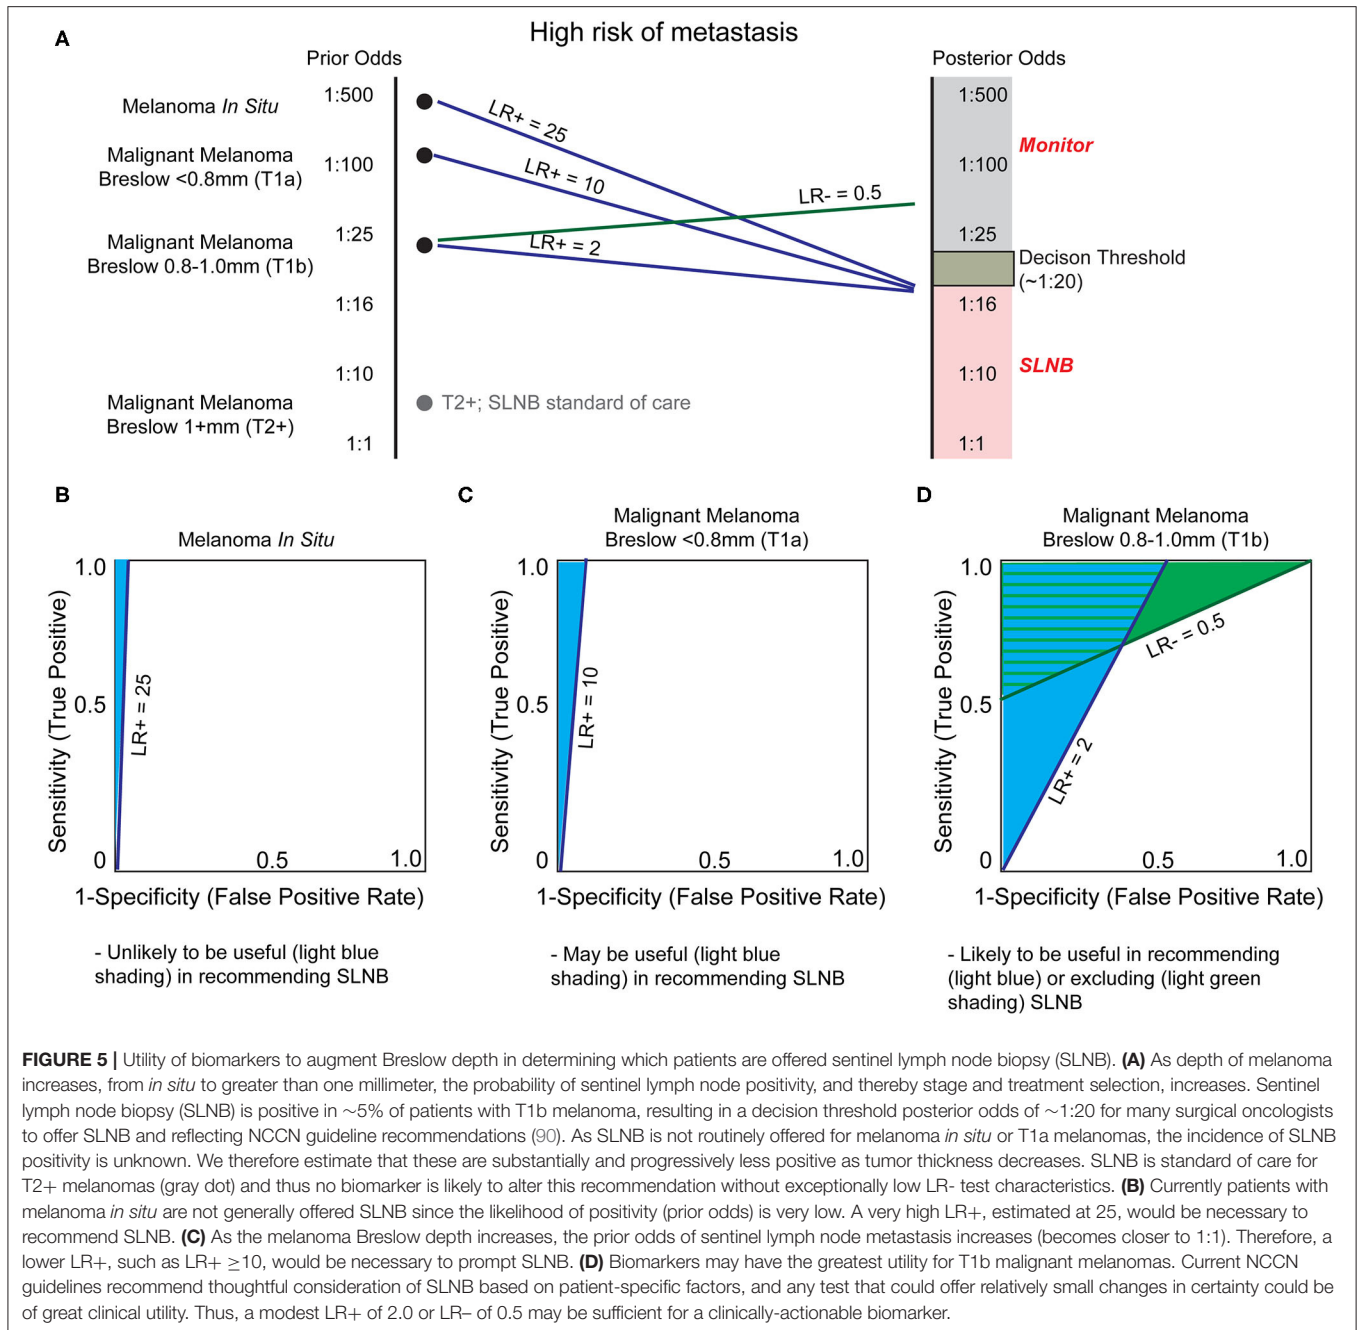 A
High risk of metastasis
Prior Odds
Posterior Odds
Melanoma In Situ
1:500
LR+ = 25
1:500
Monitor
Malignant Melanoma
Breslow <0.8mm (T1a)
1:100
LR+ = 10
1:100
LR- = 0.5
Malignant Melanoma
Breslow 0.8-1.0mm (T1b)
1:25
LR+ = 2
1:25
Decison Threshold
(~1:20)
1:16
1:16
1:10
1:10
SLNB
Malignant Melanoma
Breslow 1+mm (T2+)
T2+; SLNB standard of care
1:1
1:1
B
Melanoma In Situ
Sensitivity (True Positive)
1.0
0.5
0
LR+ = 25
0.5
1.0
1-Specificity (False Positive Rate)
- Unlikely to be useful (light blue
shading) in recommending SLNB
C
Malignant Melanoma
Breslow <0.8mm (T1a)
Sensitivity (True Positive)
1.0
0.5
0
LR+ = 10
0.5
1.0
1-Specificity (False Positive Rate)
- May be useful (light blue
shading) in recommending SLNB
D
Malignant Melanoma
Breslow 0.8-1.0mm (T1b)
Sensitivity (True Positive)
1.0
0.5
0
LR- = 0.5
LR+ = 2
0.5
1.0
1-Specificity (False Positive Rate)
- Likely to be useful in recommending
(light blue) or excluding (light green
shading) SLNB
FIGURE 5 | Utility of biomarkers to augment Breslow depth in determining which patients are offered sentinel lymph node biopsy (SLNB). (A) As depth of melanoma
increases, from in situ to greater than one millimeter, the probability of sentinel lymph node positivity, and thereby stage and treatment selection, increases. Sentinel
lymph node biopsy (SLNB) is positive in ~5% of patients with T1b melanoma, resulting in a decision threshold posterior odds of ~1:20 for many surgical oncologists
to offer SLNB and reflecting NCCN guideline recommendations (90). As SLNB is not routinely offered for melanoma in situ or T1a melanomas, the incidence of SLNB
positivity is unknown. We therefore estimate that these are substantially and progressively less positive as tumor thickness decreases. SLNB is standard of care for
T2+ melanomas (gray dot) and thus no biomarker is likely to alter this recommendation without exceptionally low LR- test characteristics. (B) Currently patients with
melanoma in situ are not generally offered SLNB since the likelihood of positivity (prior odds) is very low. A very high LR+, estimated at 25, would be necessary to
recommend SLNB. (C) As the melanoma Breslow depth increases, the prior odds of sentinel lymph node metastasis increases (becomes closer to 1:1). Therefore, a
lower LR+, such as LR+ ≥10, would be necessary to prompt SLNB. (D) Biomarkers may have the greatest utility for T1b malignant melanomas. Current NCCN
guidelines recommend thoughtful consideration of SLNB based on patient-specific factors, and any test that could offer relatively small changes in certainty could be
of great clinical utility. Thus, a modest LR+ of 2.0 or LR– of 0.5 may be sufficient for a clinically-actionable biomarker.